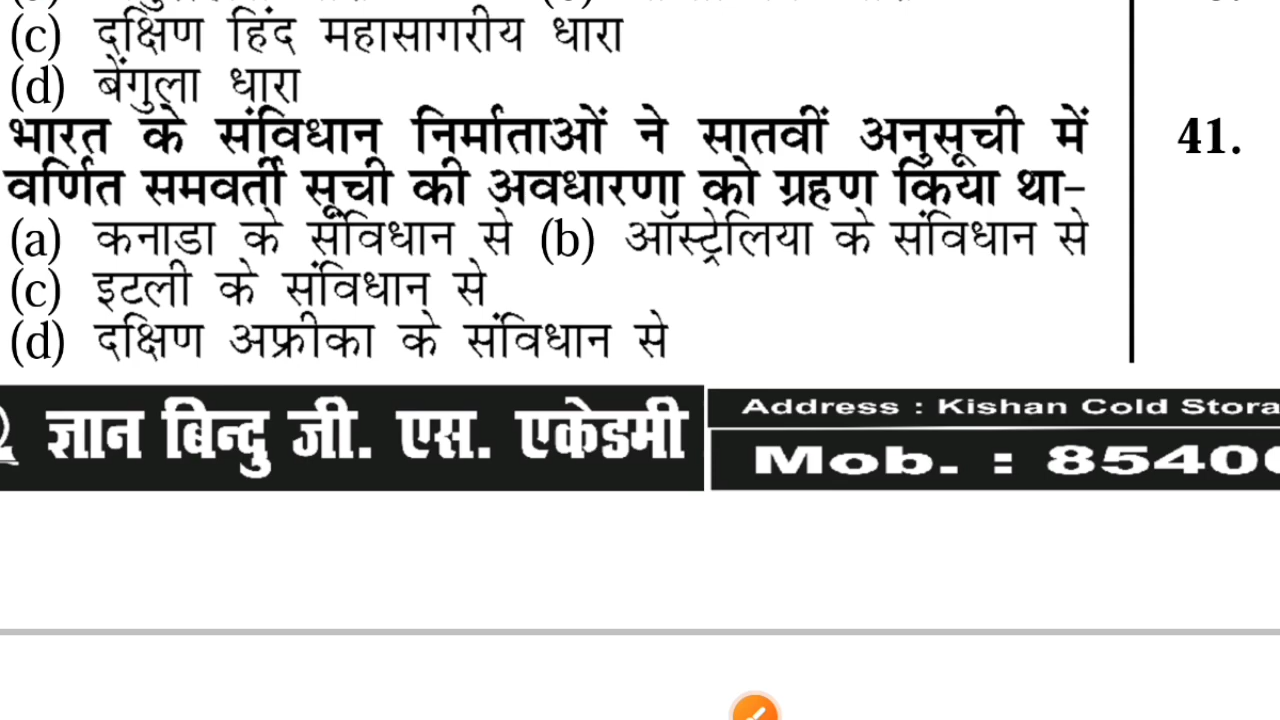 (c) दक्षिण हिंद महासागरीय धारा
(d) बेंगुला धारा
भारत के संविधान निर्माताओं ने सातवीं अनुसूची में
वर्णित समवर्ती सूची की अवधारणा को ग्रहण किया था-
(a) कनाडा के संविधान से (b) ऑस्ट्रेलिया के संविधान से
(c) इटली के संविधान से
(d) दक्षिण अफ्रीका के संविधान से
41.
ज्ञान बिन्दु जी. एस. एकेडमी
Address : Kishan Cold Stora
Mob. : 8540